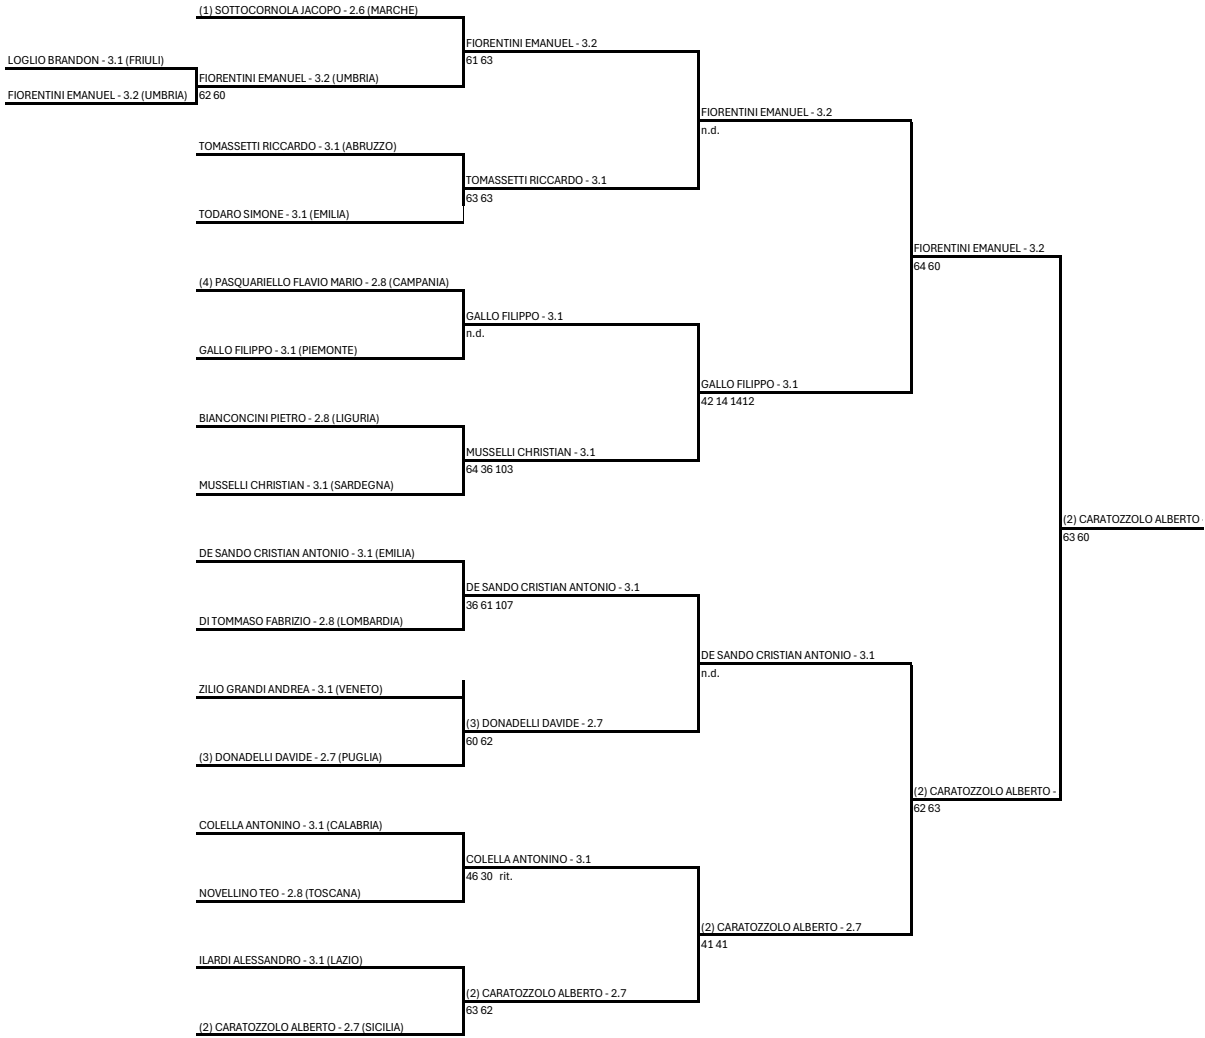 (1) SOTTOCORNOLA JACOPO - 2.6 (MARCHE)
FIORENTINI EMANUEL - 3.2
61 63
LOGLIO BRANDON - 3.1 (FRIULI)
FIORENTINI EMANUEL - 3.2 (UMBRIA)
FIORENTINI EMANUEL - 3.2 (UMBRIA)
62 60
FIORENTINI EMANUEL - 3.2
n.d.
TOMASSETTI RICCARDO - 3.1 (ABRUZZO)
TOMASSETTI RICCARDO - 3.1
63 63
TODARO SIMONE - 3.1 (EMILIA)
FIORENTINI EMANUEL - 3.2
64 60
(4) PASQUARIELLO FLAVIO MARIO - 2.8 (CAMPANIA)
GALLO FILIPPO - 3.1
n.d.
GALLO FILIPPO - 3.1 (PIEMONTE)
GALLO FILIPPO - 3.1
42 14 1412
BIANCONCINI PIETRO - 2.8 (LIGURIA)
MUSSELLI CHRISTIAN - 3.1
64 36 103
MUSSELLI CHRISTIAN - 3.1 (SARDEGNA)
(2) CARATOZZOLO ALBERTO
63 60
DE SANDO CRISTIAN ANTONIO - 3.1 (EMILIA)
DE SANDO CRISTIAN ANTONIO - 3.1
36 61 107
DI TOMMASO FABRIZIO - 2.8 (LOMBARDIA)
DE SANDO CRISTIAN ANTONIO - 3.1
n.d.
ZILIO GRANDI ANDREA - 3.1 (VENETO)
(3) DONADELLI DAVIDE - 2.7
60 62
(3) DONADELLI DAVIDE - 2.7 (PUGLIA)
(2) CARATOZZOLO ALBERTO -
62 63
COLELLA ANTONINO - 3.1 (CALABRIA)
COLELLA ANTONINO - 3.1
46 30 rit.
NOVELLINO TEO - 2.8 (TOSCANA)
(2) CARATOZZOLO ALBERTO - 2.7
41 41
ILARDI ALESSANDRO - 3.1 (LAZIO)
(2) CARATOZZOLO ALBERTO - 2.7
63 62
(2) CARATOZZOLO ALBERTO - 2.7 (SICILIA)